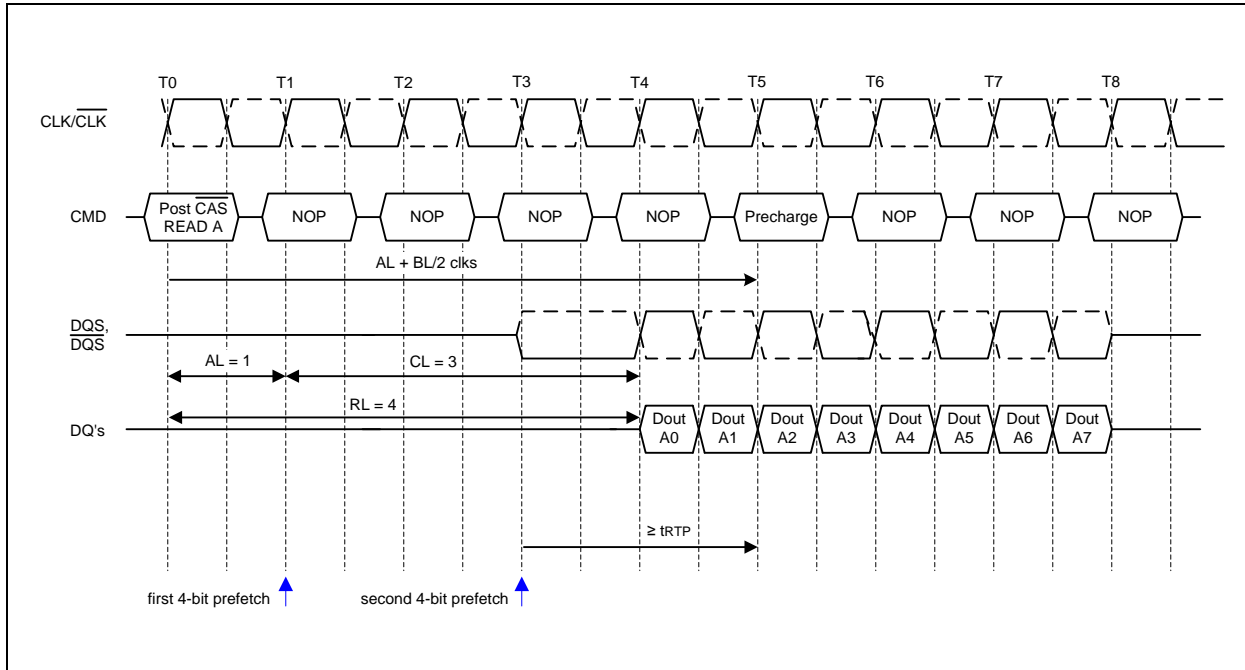 T0 T1 T2 T3 T4 T5 T6 T7 T8
CLK/CLK
CMD
Post CAS
READ A
NOP NOP NOP NOP Precharge NOP NOP NOP
AL + BL/2 clks
DQS,
DQS
AL = 1
CL = 3
RL = 4
DQ's
Dout Dout Dout Dout Dout Dout Dout Dout
A0 A1 A2 A3 A4 A5 A6 A7
≥ tRTP
first 4-bit prefetch
second 4-bit prefetch